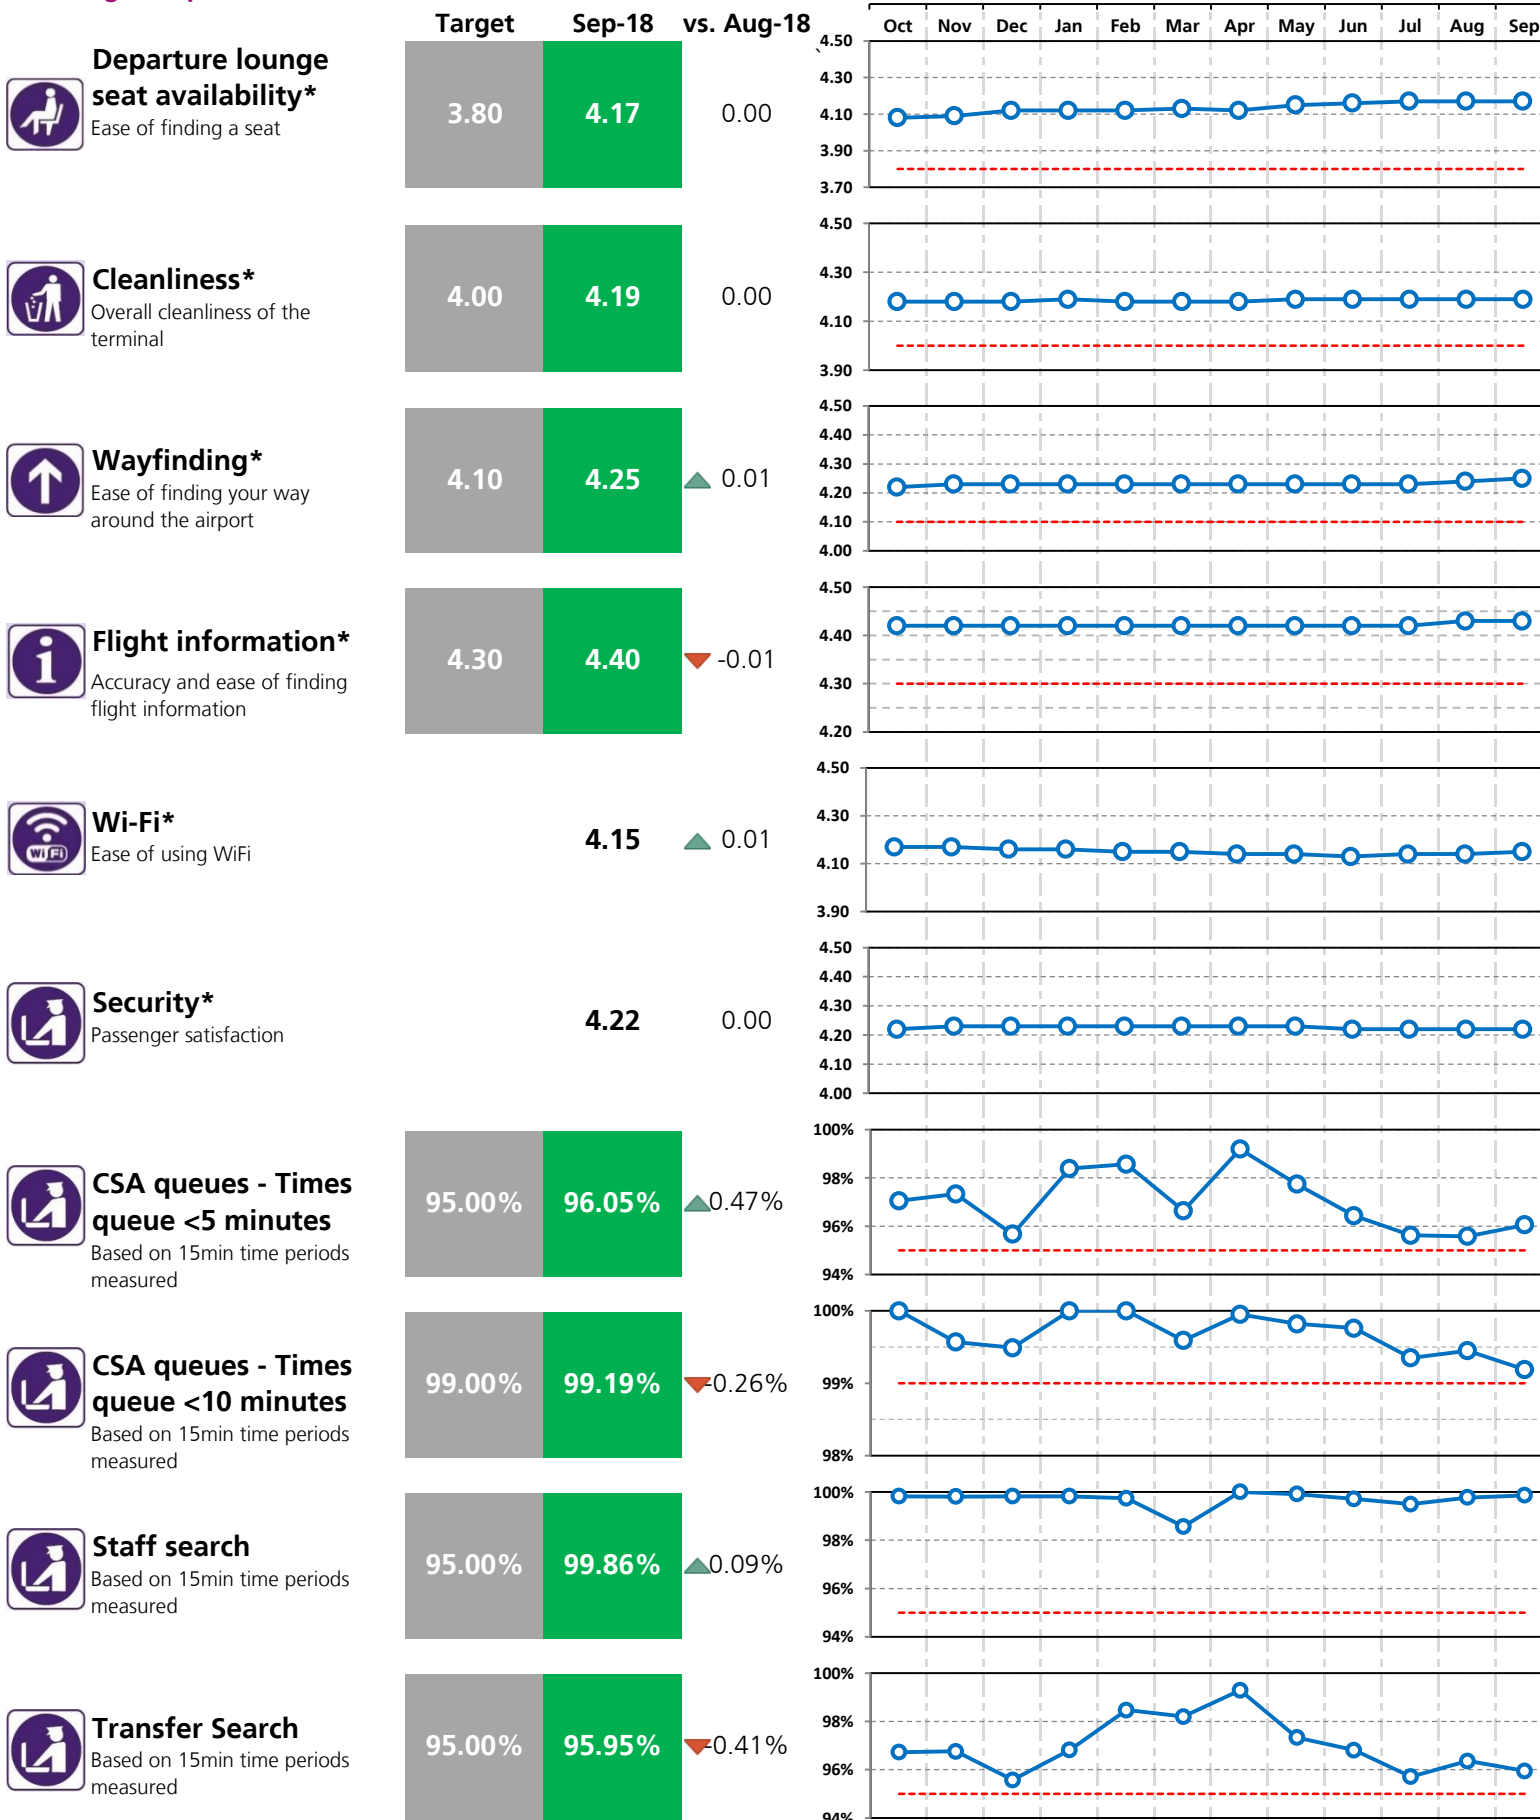 Target Sep-18 vs. Aug-18 Oct Nov Dec Jan Feb Mar Apr May Jun Jul Aug Sep
Departure lounge
seat availability*
Ease of finding a seat
3.80 4.17 0.00
4.50
4.30
4.10
3.90
3.70
Cleanliness*
Overall cleanliness of the
terminal
4.00 4.19 0.00
4.50
4.30
4.10
3.90
Wayfinding*
Ease of finding your way
around the airport
4.10 4.25 0.01
4.50
4.40
4.30
4.20
4.10
4.00
Flight information*
Accuracy and ease of finding
flight information
4.30 4.40 -0.01
4.50
4.40
4.30
4.20
Wi-Fi*
Ease of using WiFi
WiFi
4.15 0.01
4.50
4.30
4.10
3.90
Security*
Passenger satisfaction
4.22 0.00
4.50
4.40
4.30
4.20
4.10
4.00
CSA queues - Times
queue <5 minutes
Based on 15min time periods
measured
95.00% 96.05% 0.47%
100%
98%
96%
94%
CSA queues - Times
queue <10 minutes
Based on 15min time periods
measured
99.00% 99.19% -0.26%
100%
99%
98%
Staff search
Based on 15min time periods
measured
95.00% 99.86% 0.09%
100%
98%
96%
94%
Transfer Search
Based on 15min time periods
measured
95.00% 95.95% -0.41%
100%
98%
96%
94%